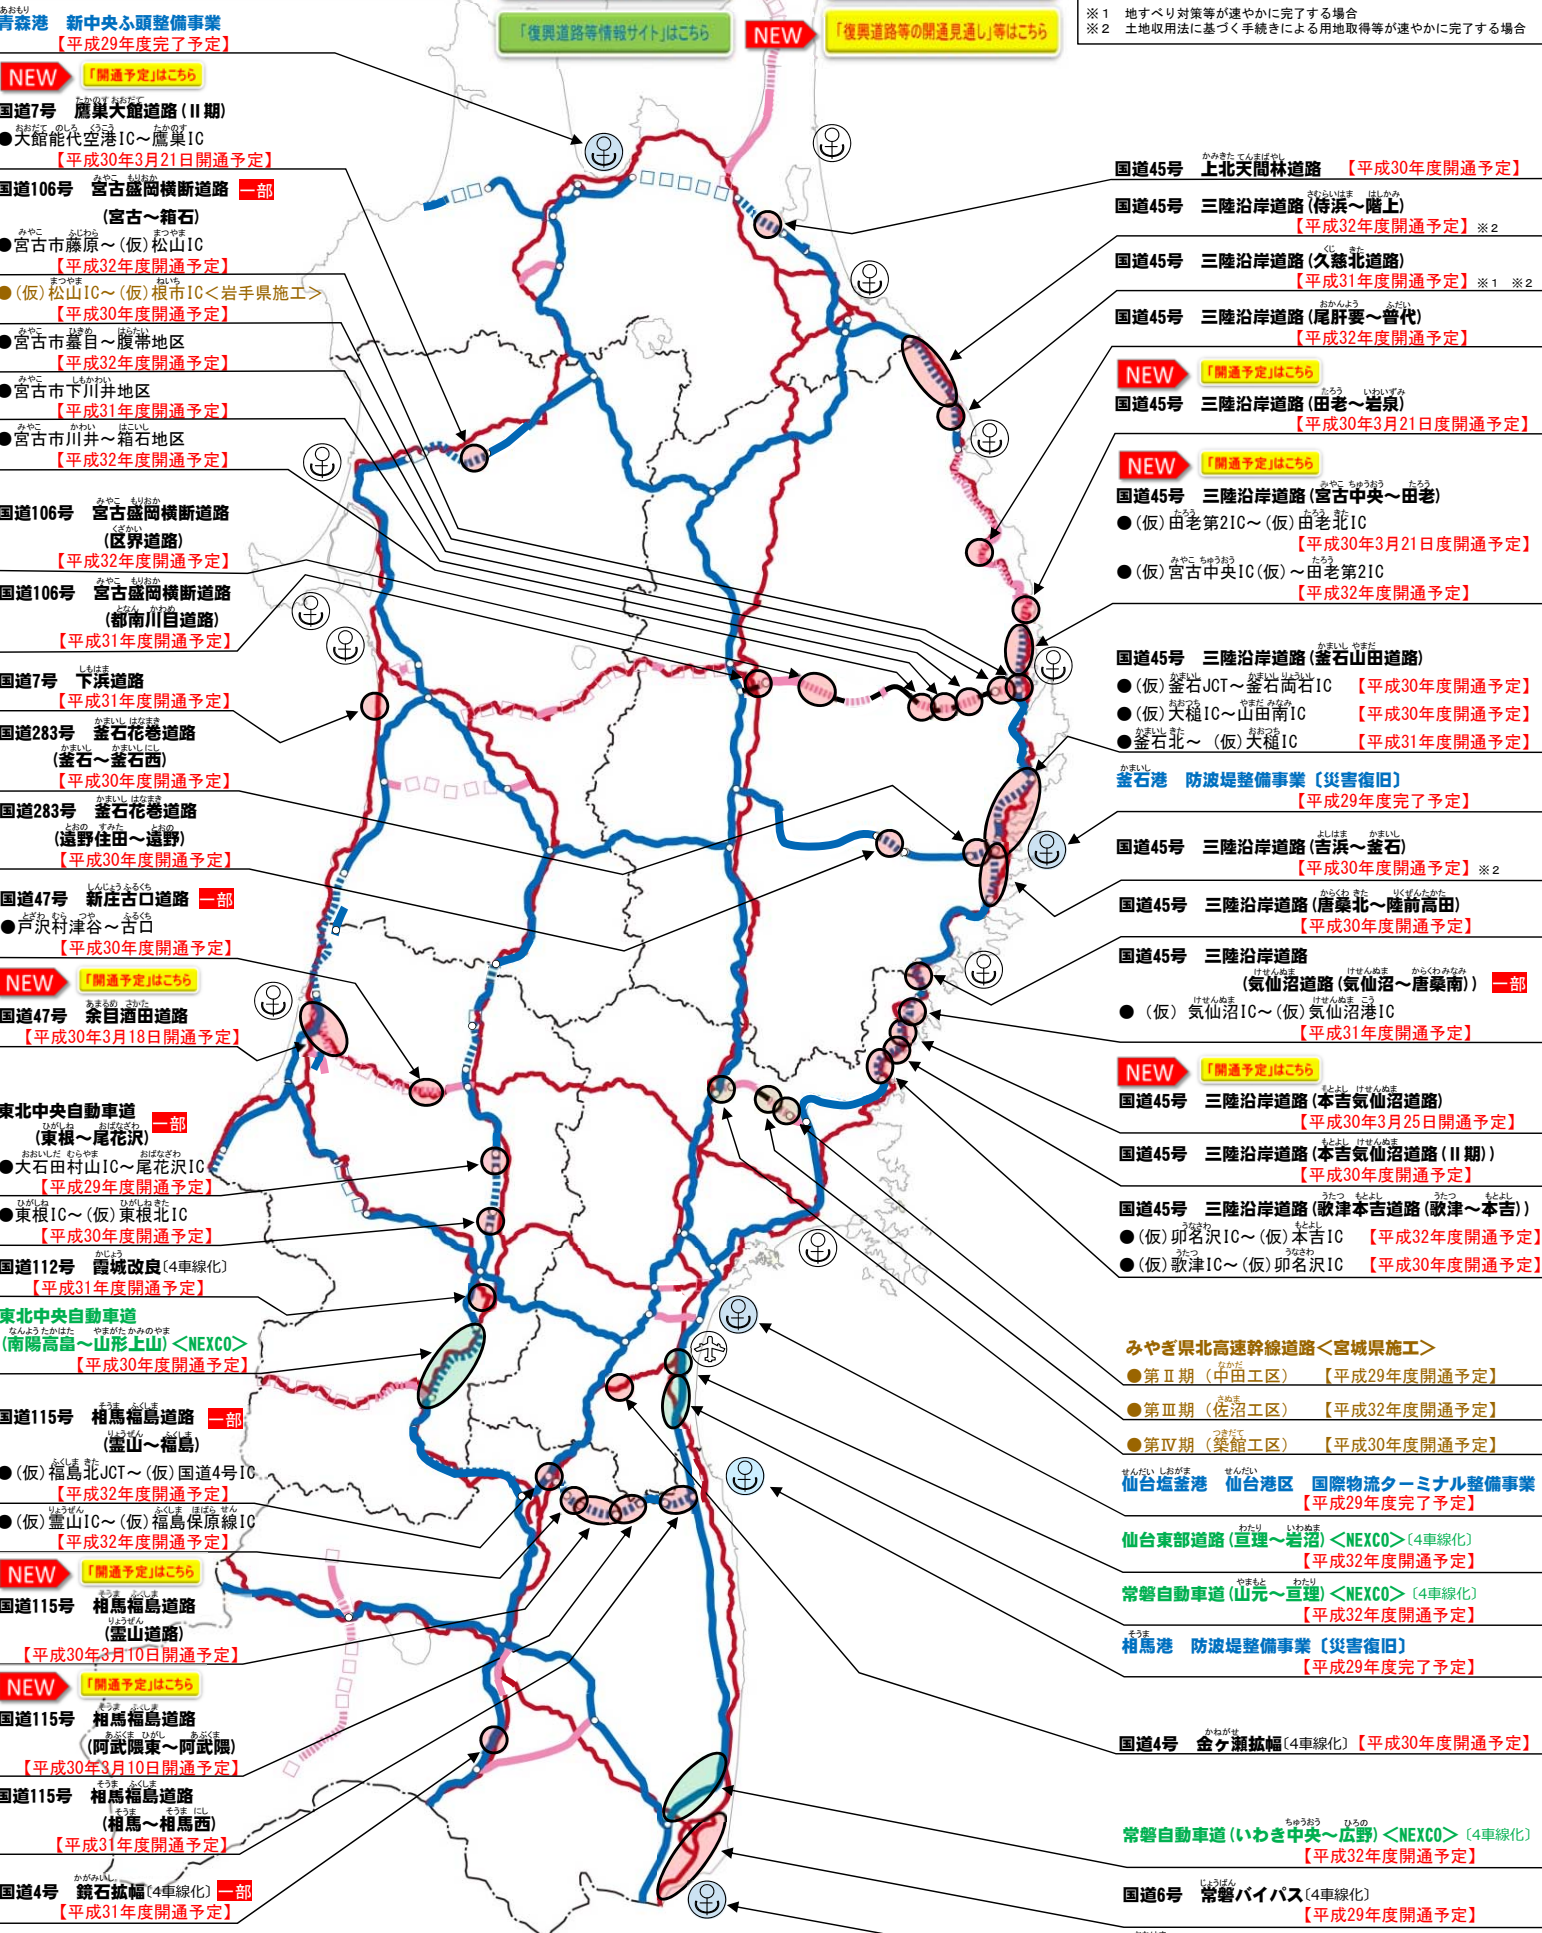 「復興道路等情報サイト」はこちら
NEW 「復興道路等の開通見通し」等はこちら
※1 地すべり対策等が速やかに完了する場合
※2 土地収用法に基づく手続きによる用地取得等が速やかに完了する場合
青森港 新中央ふ頭整備事業
【平成29年度完了予定】
NEW 「開通予定」はこちら
国道7号 鷹巣大館道路(Ⅱ期)
●大館能代空港IC～鷹巣IC
【平成30年3月21日開通予定】
国道106号 宮古盛岡横断道路 一部
(宮古～箱石)
●宮古市藤原～(仮)松山IC
【平成32年度開通予定】
●(仮)松山IC～(仮)根市IC<岩手県施工>
【平成30年度開通予定】
●宮古市蟇目～腹帯地区
【平成32年度開通予定】
●宮古市下川井地区
【平成31年度開通予定】
●宮古市川井～箱石地区
【平成32年度開通予定】
国道106号 宮古盛岡横断道路
(区界道路)
【平成32年度開通予定】
国道106号 宮古盛岡横断道路
(都南川目道路)
【平成31年度開通予定】
国道7号 下浜道路
【平成31年度開通予定】
国道283号 釜石花巻道路
(釜石～釜石西)
【平成30年度開通予定】
国道283号 釜石花巻道路
(遠野住田～遠野)
【平成30年度開通予定】
国道47号 新庄古口道路 一部
●戸沢村津谷～古口
【平成30年度開通予定】
NEW 「開通予定」はこちら
国道47号 余目酒田道路
【平成30年3月18日開通予定】
東北中央自動車道 一部
(東根～尾花沢)
●大石田村山IC～尾花沢IC
【平成29年度開通予定】
●東根IC～(仮)東根北IC
【平成30年度開通予定】
国道112号 霞城改良〔4車線化〕
【平成31年度開通予定】
東北中央自動車道
(南陽高畠～山形上山)<NEXCO>
【平成30年度開通予定】
国道115号 相馬福島道路 一部
(霊山～福島)
●(仮)福島北JCT～(仮)国道4号IC
【平成32年度開通予定】
●(仮)霊山IC～(仮)福島保原線IC
【平成32年度開通予定】
NEW 「開通予定」はこちら
国道115号 相馬福島道路
(霊山道路)
【平成30年3月10日開通予定】
NEW 「開通予定」はこちら
国道115号 相馬福島道路
(阿武隈東～阿武隈)
【平成30年3月10日開通予定】
国道115号 相馬福島道路
(相馬～相馬西)
【平成31年度開通予定】
国道4号 鏡石拡幅〔4車線化〕 一部
【平成31年度開通予定】
国道45号 上北天間林道路 【平成30年度開通予定】
国道45号 三陸沿岸道路(侍浜～階上)
【平成32年度開通予定】※2
国道45号 三陸沿岸道路(久慈北道路)
【平成31年度開通予定】※1 ※2
国道45号 三陸沿岸道路(尾肝要～普代)
【平成32年度開通予定】
NEW 「開通予定」はこちら
国道45号 三陸沿岸道路(田老～岩泉)
【平成30年3月21日開通予定】
NEW 「開通予定」はこちら
国道45号 三陸沿岸道路(宮古中央～田老)
●(仮)田老第2IC～(仮)田老北IC
【平成30年3月21日度開通予定】
●(仮)宮古中央IC(仮)～田老第2IC
【平成32年度開通予定】
国道45号 三陸沿岸道路(釜石山田道路)
●(仮)釜石JCT～釜石両石IC 【平成30年度開通予定】
●(仮)大槌IC～山田南IC 【平成30年度開通予定】
●釜石北～(仮)大槌IC 【平成31年度開通予定】
釜石港 防波堤整備事業〔災害復旧〕
【平成29年度完了予定】
国道45号 三陸沿岸道路(吉浜～釜石)
【平成30年度開通予定】※2
国道45号 三陸沿岸道路(唐桑北～陸前高田)
【平成30年度開通予定】
国道45号 三陸沿岸道路
(気仙沼道路(気仙沼～唐桑南)) 一部
●(仮)気仙沼IC～(仮)気仙沼港IC
【平成31年度開通予定】
NEW 「開通予定」はこちら
国道45号 三陸沿岸道路(本吉気仙沼道路)
【平成30年3月25日開通予定】
国道45号 三陸沿岸道路(本吉気仙沼道路(Ⅱ期))
【平成30年度開通予定】
国道45号 三陸沿岸道路(歌津本吉道路(歌津～本吉))
●(仮)卯名沢IC～(仮)本吉IC 【平成32年度開通予定】
●(仮)歌津IC～(仮)卯名沢IC 【平成30年度開通予定】
みやぎ県北高速幹線道路<宮城県施工>
●第Ⅱ期(中田工区) 【平成29年度開通予定】
●第Ⅲ期(佐沼工区) 【平成32年度開通予定】
●第Ⅳ期(築館工区) 【平成30年度開通予定】
仙台塩釜港 仙台港区 国際物流ターミナル整備事業
【平成29年度完了予定】
仙台東部道路(亘理～岩沼)<NEXCO>〔4車線化〕
【平成32年度開通予定】
常磐自動車道(山元～亘理)<NEXCO>〔4車線化〕
【平成32年度開通予定】
相馬港 防波堤整備事業〔災害復旧〕
【平成29年度完了予定】
国道4号 金ヶ瀬拡幅〔4車線化〕【平成30年度開通予定】
常磐自動車道(いわき中央～広野)<NEXCO>〔4車線化〕
【平成32年度開通予定】
国道6号 常磐バイパス〔4車線化〕
【平成29年度開通予定】